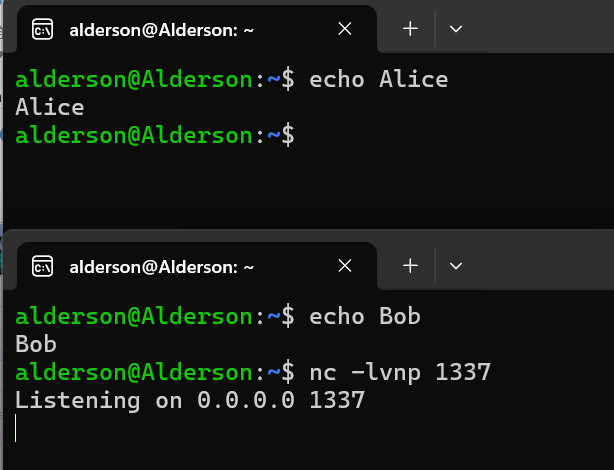 alderson@Alderson: ~
alderson@Alderson:~$ echo Alice
Alice
alderson@Alderson:~$
alderson@Alderson: ~
alderson@Alderson:~$ echo Bob
Bob
alderson@Alderson:~$ nc -lvnp 1337
Listening on 0.0.0.0 1337